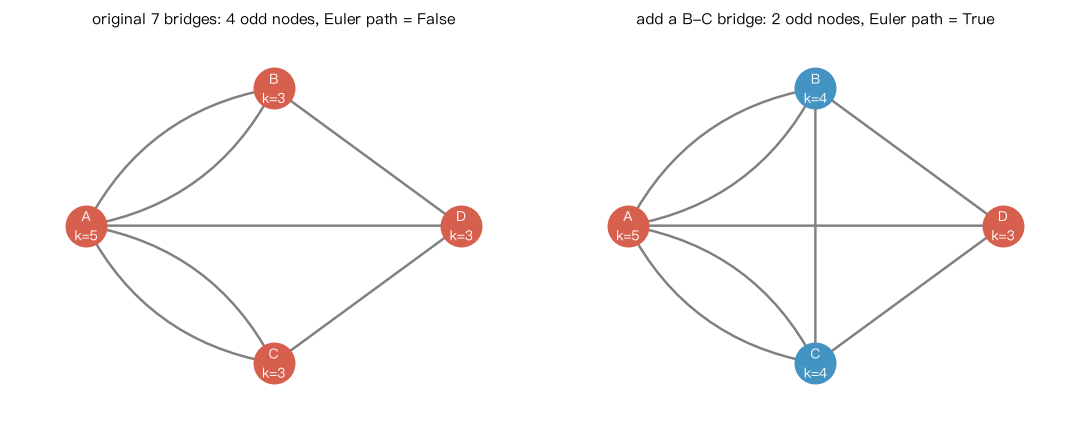 original 7 bridges: 4 odd nodes, Euler path = False
B
k=3
A
k=5
D
k=3
C
k=3
add a B–C bridge: 2 odd nodes, Euler path = True
B
k=4
A
k=5
D
k=3
C
k=4